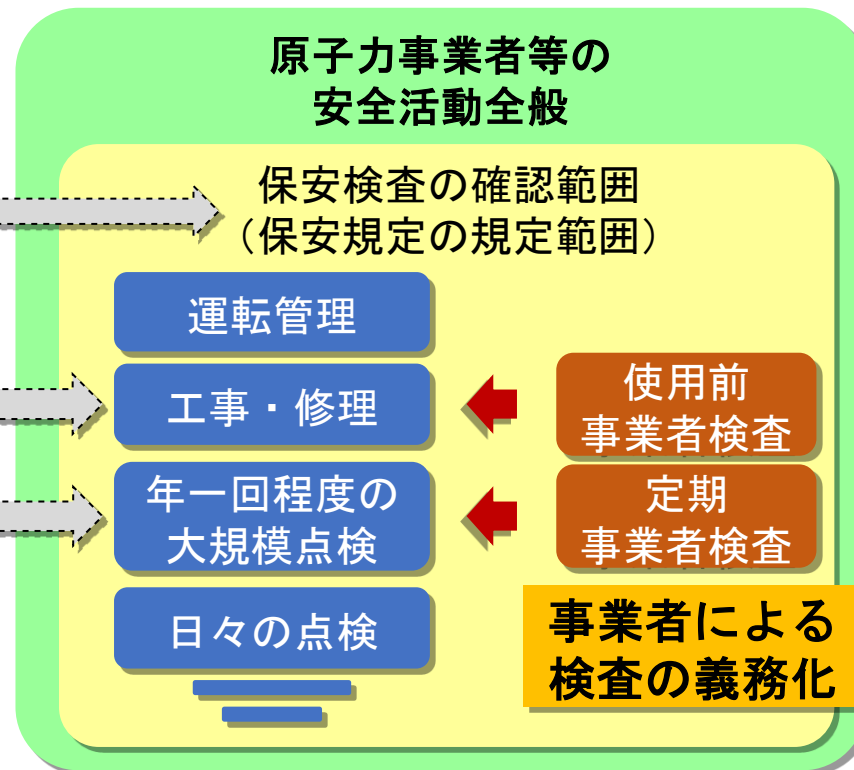 原子力事業者等の
安全活動全般
保安検査の確認範囲
（保安規定の規定範囲）
運転管理
工事・修理
使用前
事業者検査
年一回程度の
大規模点検
定期
事業者検査
日々の点検
事業者による
検査の義務化